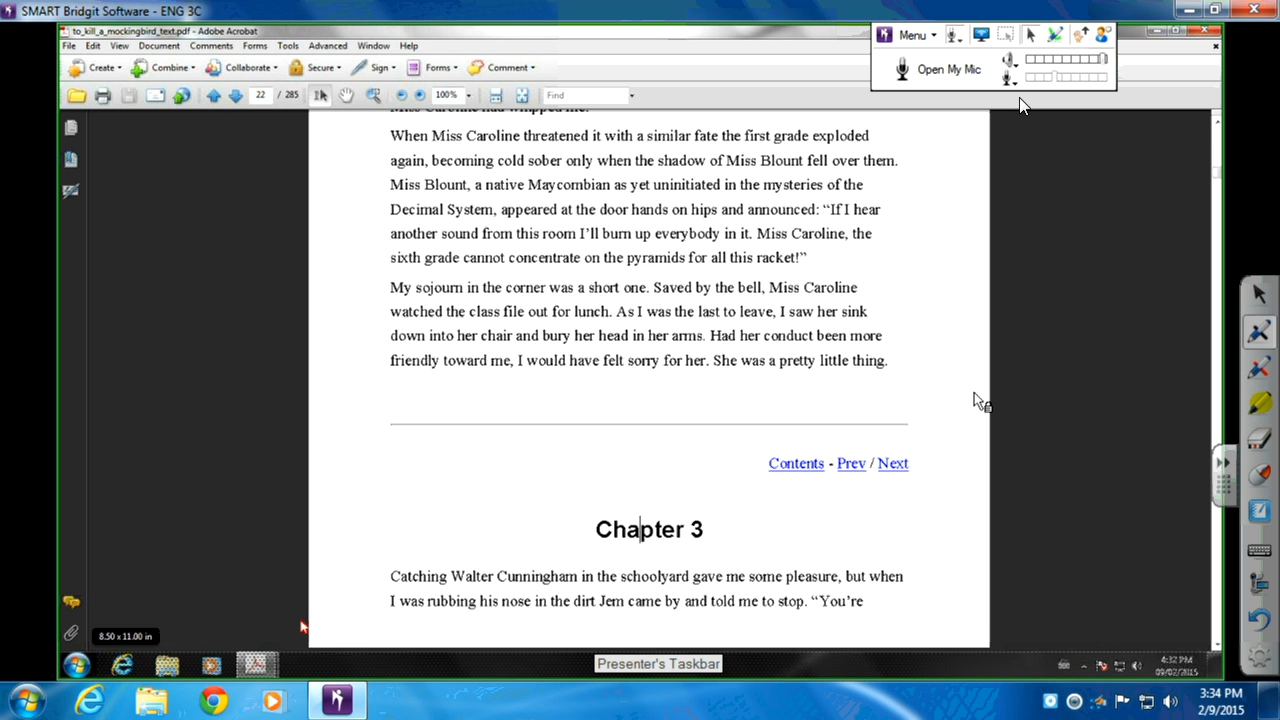 SMART Bridgit Software - ENG 3C
to_kill_a_mockingbird_text.pdf - Adobe Acrobat
File Edit View Document Comments Forms Tools Advanced Window Help
Menu
Create Combine Collaborate Secure Sign Forms Comment
Open My Mic
22 / 285 100% Find
Miss Caroline had whipped me.
When Miss Caroline threatened it with a similar fate the first grade exploded
again, becoming cold sober only when the shadow of Miss Blount fell over them.
Miss Blount, a native Maycombian as yet uninitiated in the mysteries of the
Decimal System, appeared at the door hands on hips and announced: “If I hear
another sound from this room I’ll burn up everybody in it. Miss Caroline, the
sixth grade cannot concentrate on the pyramids for all this racket!”
My sojourn in the corner was a short one. Saved by the bell, Miss Caroline
watched the class file out for lunch. As I was the last to leave, I saw her sink
down into her chair and bury her head in her arms. Had her conduct been more
friendly toward me, I would have felt sorry for her. She was a pretty little thing.
Contents - Prev / Next
Chapter 3
Catching Walter Cunningham in the schoolyard gave me some pleasure, but when
I was rubbing his nose in the dirt Jem came by and told me to stop. “You’re
8.50 x 11.00 in
Presenter's Taskbar
4:32 PM
09/02/2015
3:34 PM
2/9/2015